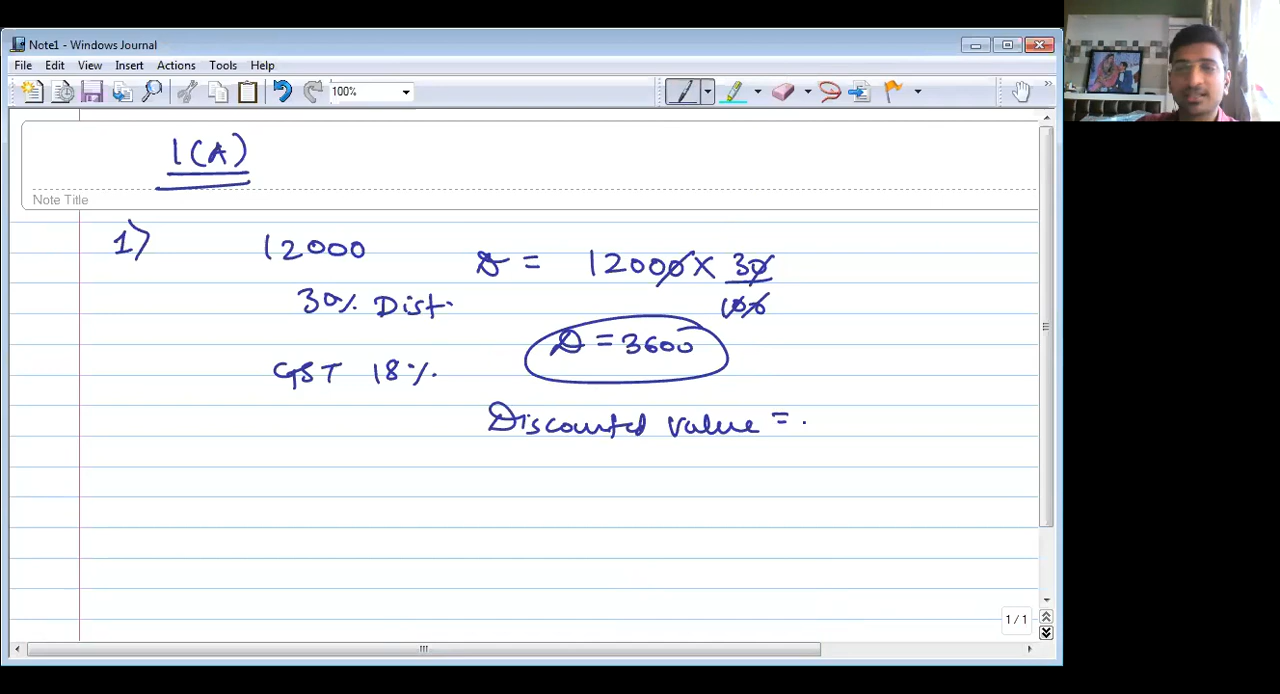 Note1 - Windows Journal
File Edit View Insert Actions Tools Help
100%
1(A)
Note Title
1) 12000
30% Dist.
GST 18%
D = 12000 X 30/100
D = 3600
Discounted value = .
1 / 1